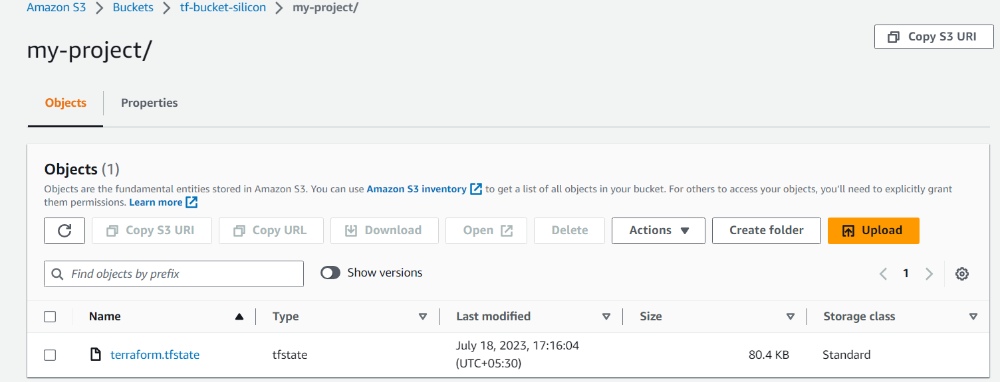 Amazon S3 > Buckets > tf-bucket-silicon > my-project/
my-project/
Copy S3 URI
Objects
Properties
Objects (1)
Objects are the fundamental entities stored in Amazon S3. You can use Amazon S3 inventory to get a list of all objects in your bucket. For others to access your objects, you’ll need to explicitly grant
them permissions. Learn more
Copy S3 URI
Copy URL
Download
Open
Delete
Actions
Create folder
Upload
Find objects by prefix
Show versions
1
Name
Type
Last modified
Size
Storage class
terraform.tfstate
tfstate
July 18, 2023, 17:16:04
(UTC+05:30)
80.4 KB
Standard